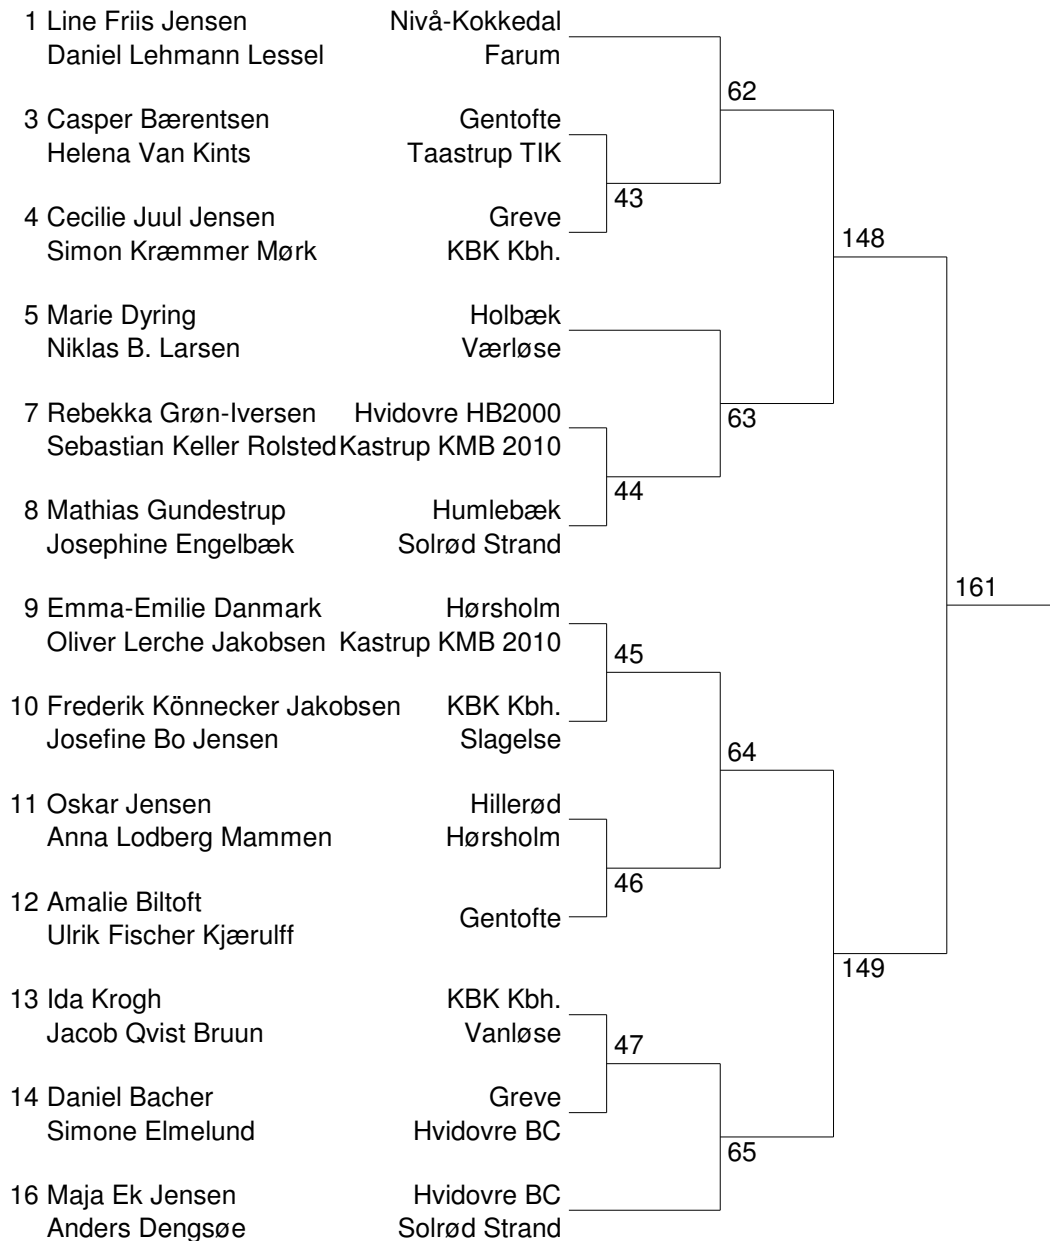 1 Line Friis Jensen Nivå-Kokkedal
Daniel Lehmann Lessel Farum
62
3 Casper Bærentsen Gentofte
Helena Van Kints Taastrup TIK
43
4 Cecilie Juul Jensen Greve
Simon Kræmmer Mørk KBK Kbh.
148
5 Marie Dyring Holbæk
Niklas B. Larsen Værløse
7 Rebekka Grøn-Iversen Hvidovre HB2000
63
Sebastian Keller Rolsted Kastrup KMB 2010
44
8 Mathias Gundestrup Humlebæk
Josephine Engelbæk Solrød Strand
161
9 Emma-Emilie Danmark Hørsholm
Oliver Lerche Jakobsen Kastrup KMB 2010
45
10 Frederik Könnecker Jakobsen KBK Kbh.
Josefine Bo Jensen Slagelse
64
11 Oskar Jensen Hillerød
Anna Lodberg Mammen Hørsholm
46
12 Amalie Biltoft
Gentofte
Ulrik Fischer Kjærulff
149
13 Ida Krogh KBK Kbh.
Jacob Qvist Bruun Vanløse
47
14 Daniel Bacher Greve
Simone Elmelund Hvidovre BC
65
16 Maja Ek Jensen Hvidovre BC
Anders Dengsøe Solrød Strand